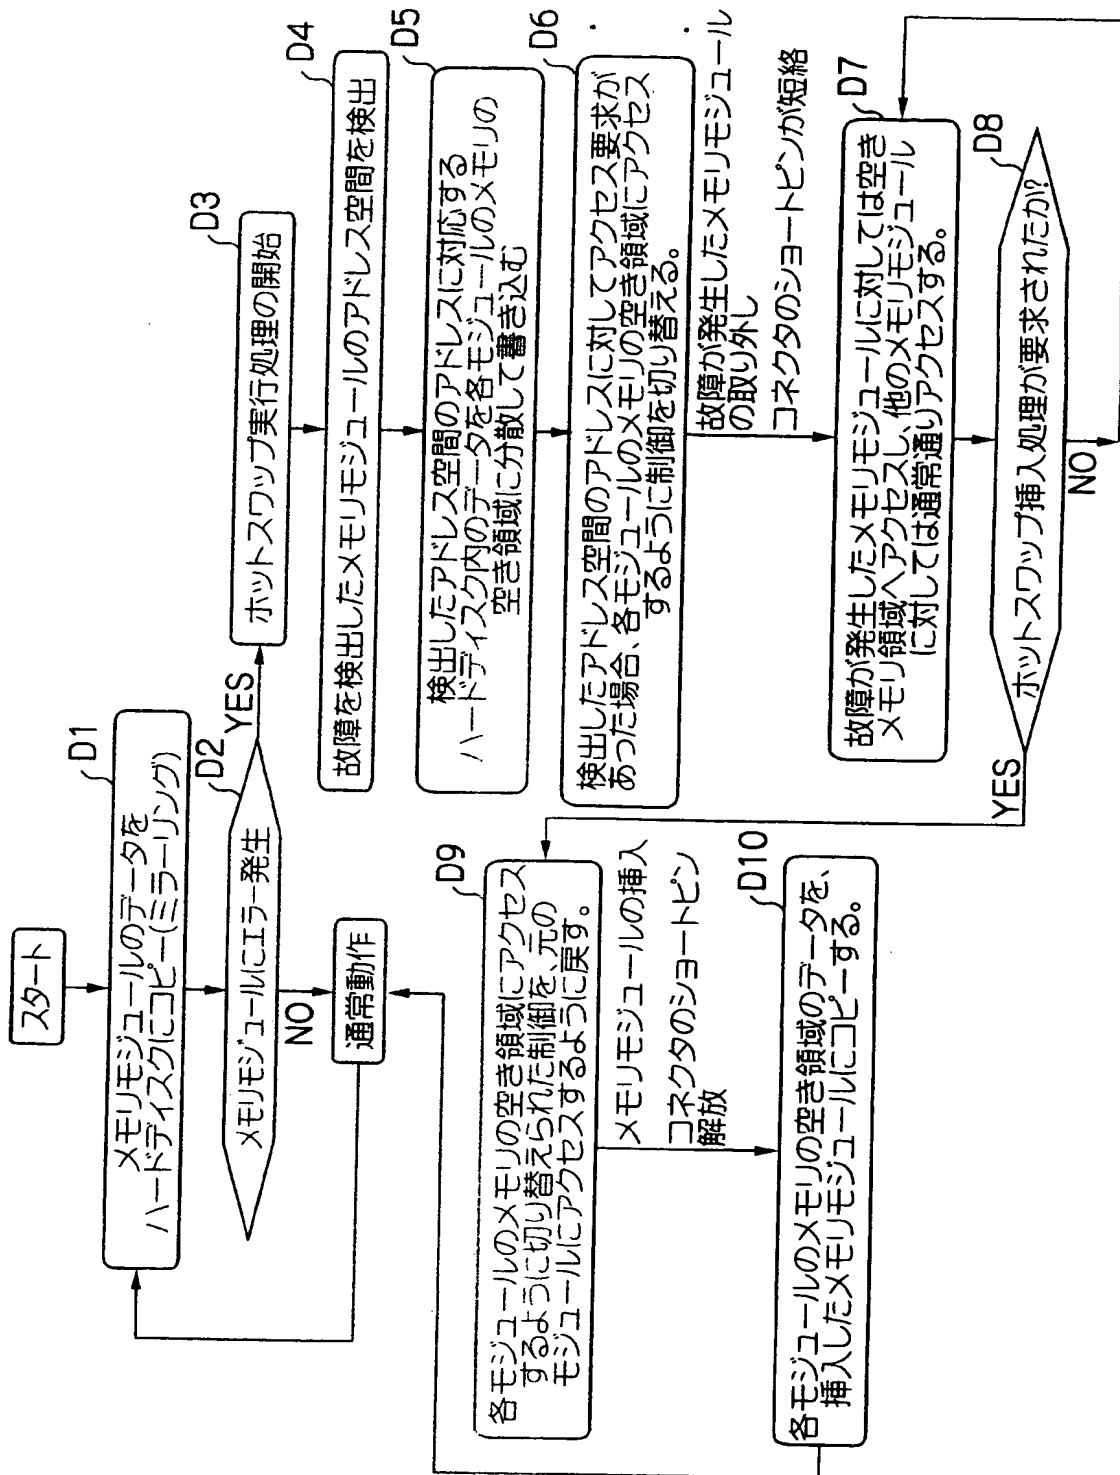 スタート
D1
メモリモジュールのデータを
ハードディスクにコピー(ミラーリング)
D2
メモリモジュールにエラー発生
YES
NO
通常動作
D3
ホットスワップ実行処理の開始
D4
故障を検出したメモリモジュールのアドレス空間を検出
D5
検出したアドレス空間のアドレスに対応する
ハードディスク内のデータを各モジュールのメモリの
空き領域に分散して書き込む
D6
検出したアドレス空間のアドレスに対してアクセス要求が
あった場合、各モジュールのメモリの空き領域にアクセス
するように制御を切り替える。
故障が発生したメモリモジュール
の取り外し
コネクタのショートピンが短絡
D7
故障が発生したメモリモジュールに対しては空き
メモリ領域へアクセスし、他のメモリモジュール
に対しては通常通りアクセスする。
D8
ホットスワップ挿入処理が要求されたか?
NO
YES
D9
各モジュールのメモリの空き領域にアクセス
するように切り替えられた制御を、元の
モジュールにアクセスするように戻す。
メモリモジュールの挿入
コネクタのショートピン
解放
D10
各モジュールのメモリの空き領域のデータを、
挿入したメモリモジュールにコピーする。